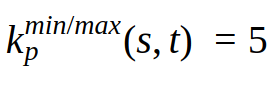 k_p^{min/max}(s, t) = 5